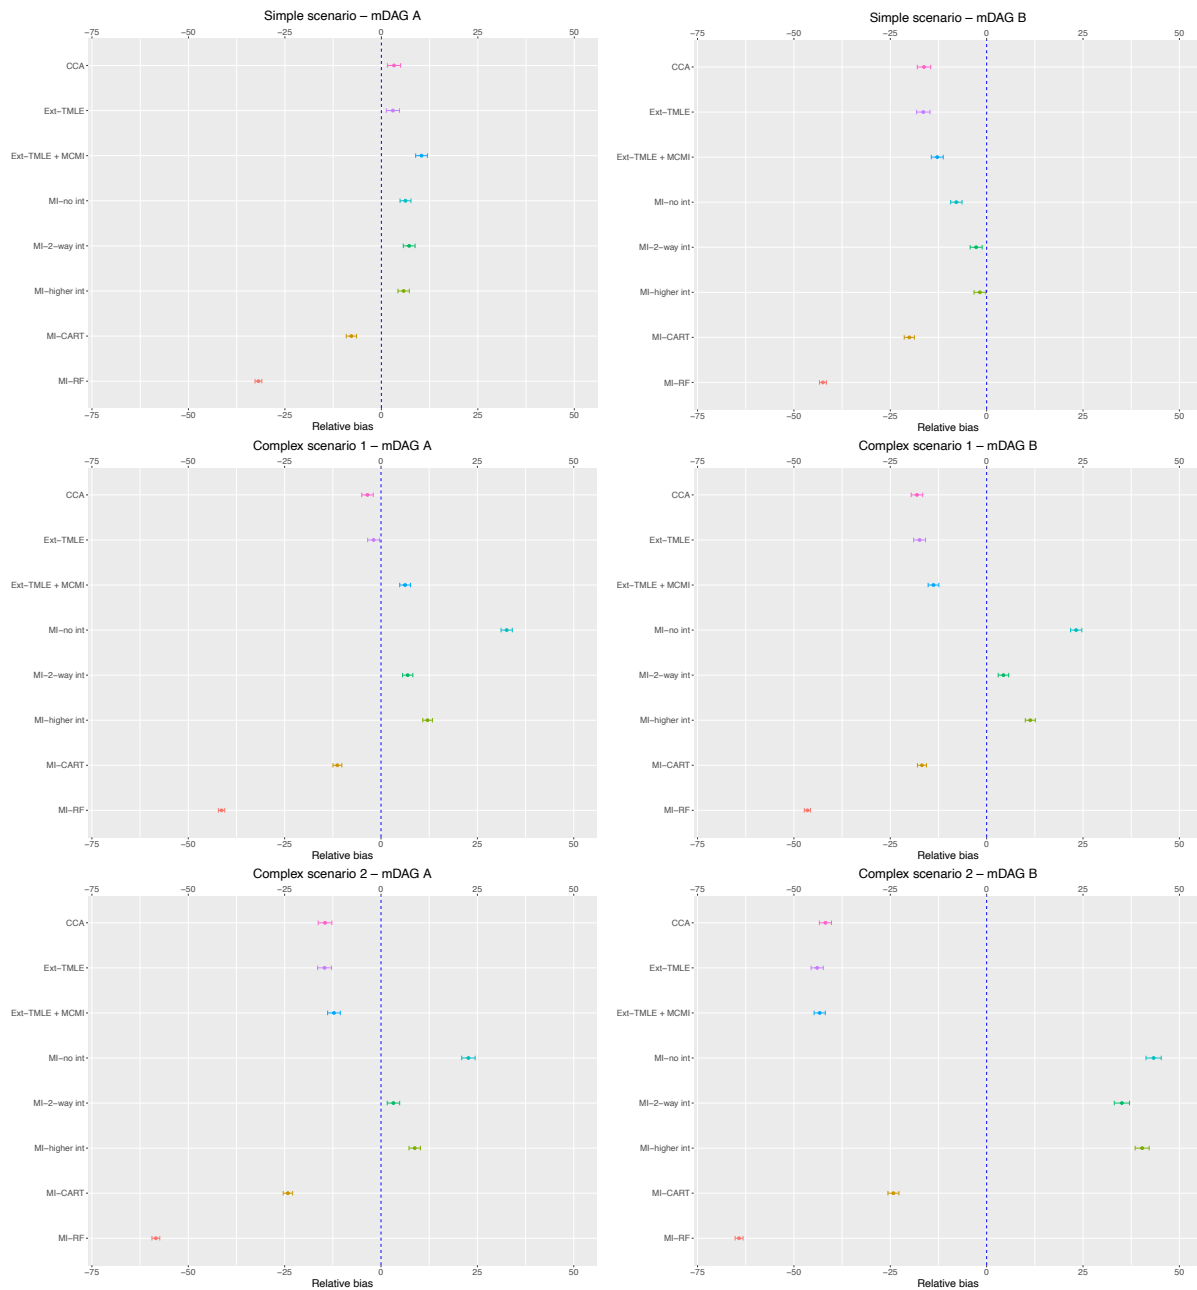 Simple scenario – mDAG A
−75 −50 −25 0 25 50
CCA
Ext−TMLE
Ext−TMLE + MCMI
MI−no int
MI−2−way int
MI−higher int
MI−CART
MI−RF
−75 −50 −25 0 25 50
Relative bias
Simple scenario – mDAG B
−75 −50 −25 0 25 50
CCA
Ext−TMLE
Ext−TMLE + MCMI
MI−no int
MI−2−way int
MI−higher int
MI−CART
MI−RF
−75 −50 −25 0 25 50
Relative bias
Complex scenario 1 – mDAG A
−75 −50 −25 0 25 50
CCA
Ext−TMLE
Ext−TMLE + MCMI
MI−no int
MI−2−way int
MI−higher int
MI−CART
MI−RF
−75 −50 −25 0 25 50
Relative bias
Complex scenario 1 – mDAG B
−75 −50 −25 0 25 50
CCA
Ext−TMLE
Ext−TMLE + MCMI
MI−no int
MI−2−way int
MI−higher int
MI−CART
MI−RF
−75 −50 −25 0 25 50
Relative bias
Complex scenario 2 – mDAG A
−75 −50 −25 0 25 50
CCA
Ext−TMLE
Ext−TMLE + MCMI
MI−no int
MI−2−way int
MI−higher int
MI−CART
MI−RF
−75 −50 −25 0 25 50
Relative bias
Complex scenario 2 – mDAG B
−75 −50 −25 0 25 50
CCA
Ext−TMLE
Ext−TMLE + MCMI
MI−no int
MI−2−way int
MI−higher int
MI−CART
MI−RF
−75 −50 −25 0 25 50
Relative bias